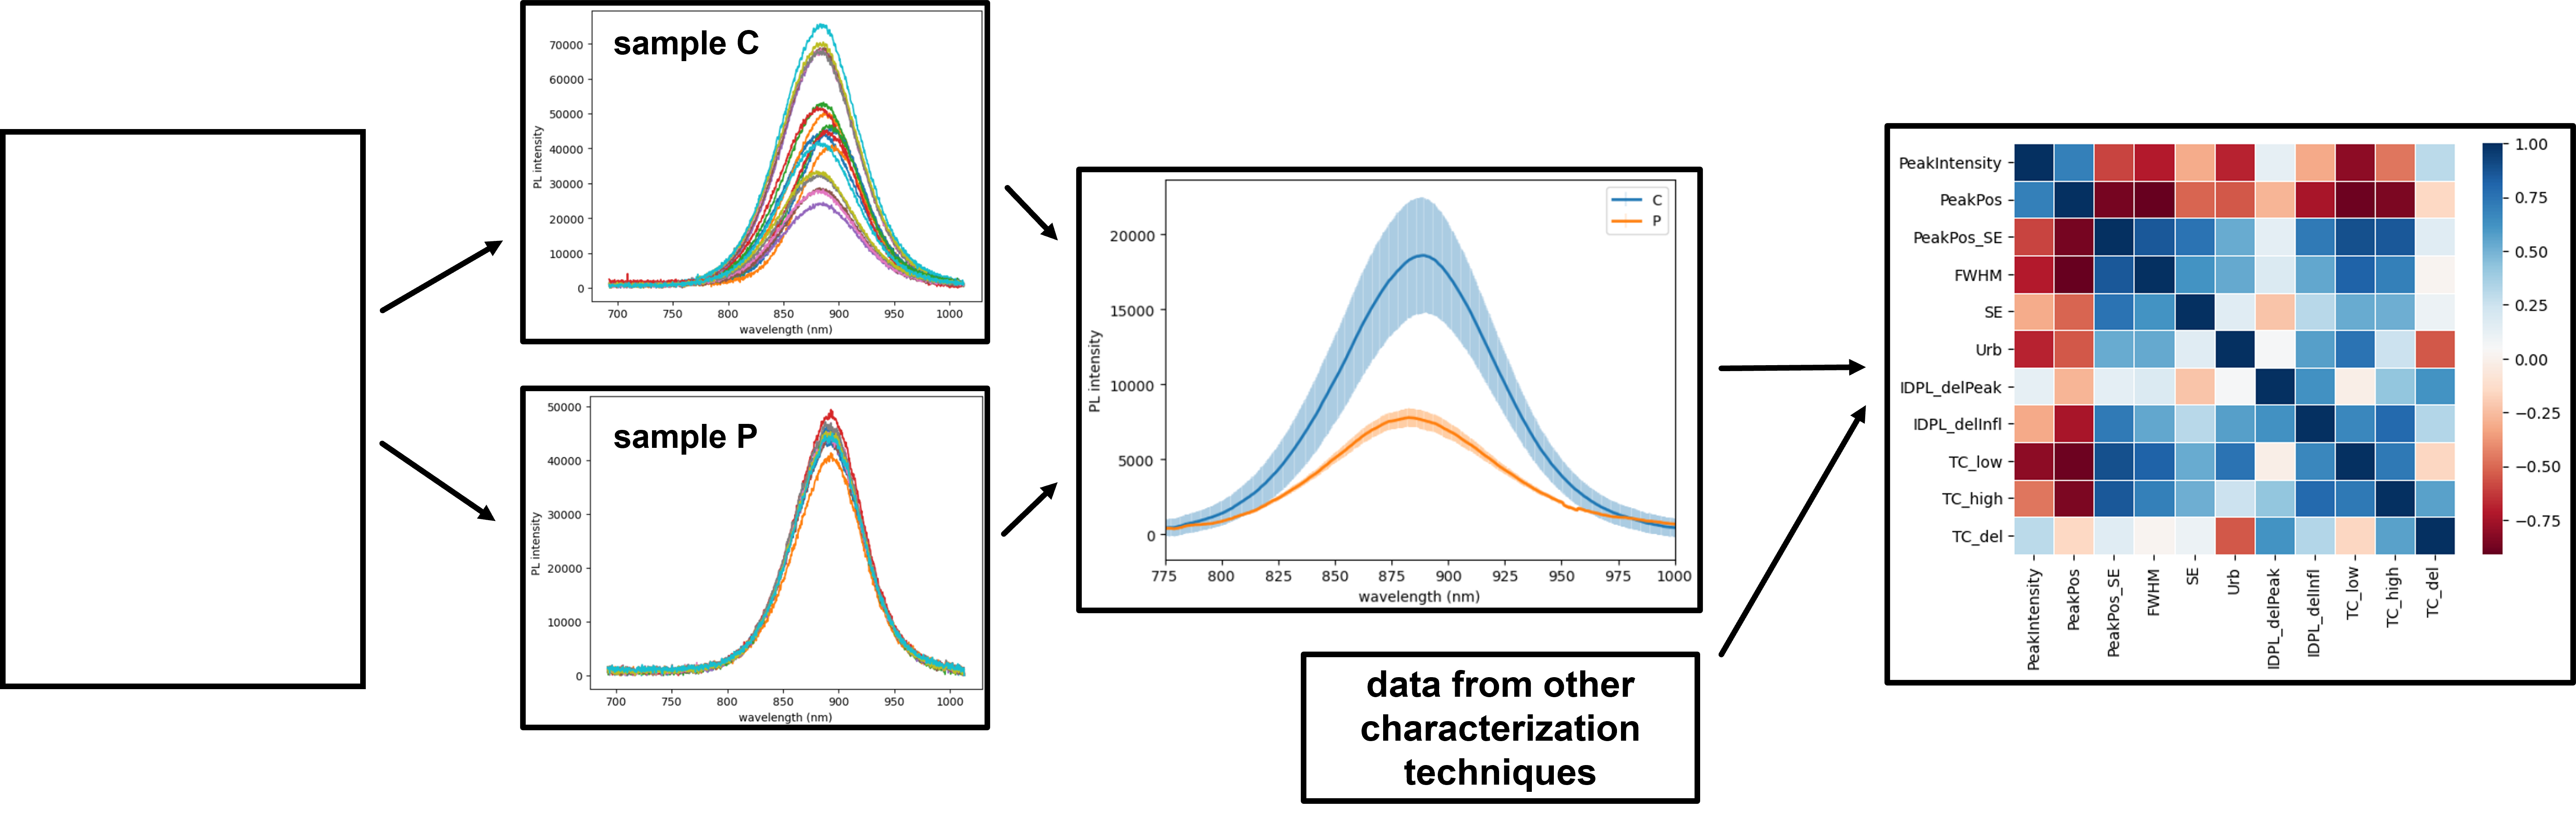 sample C
70000
60000
50000
40000
30000
20000
10000
0
PL intensity
700 750 800 850 900 950 1000
wavelength (nm)
sample P
50000
40000
30000
20000
10000
0
PL intensity
700 750 800 850 900 950 1000
wavelength (nm)
C
P
20000
15000
10000
5000
0
PL intensity
775 800 825 850 875 900 925 950 975 1000
wavelength (nm)
data from other
characterization
techniques
PeakIntensity
PeakPos
PeakPos_SE
FWHM
SE
Urb
IDPL_delPeak
IDPL_delInfl
TC_low
TC_high
TC_del
PeakIntensity
PeakPos
PeakPos_SE
FWHM
SE
Urb
IDPL_delPeak
IDPL_delInfl
TC_low
TC_high
TC_del
1.00
0.75
0.50
0.25
0.00
−0.25
−0.50
−0.75